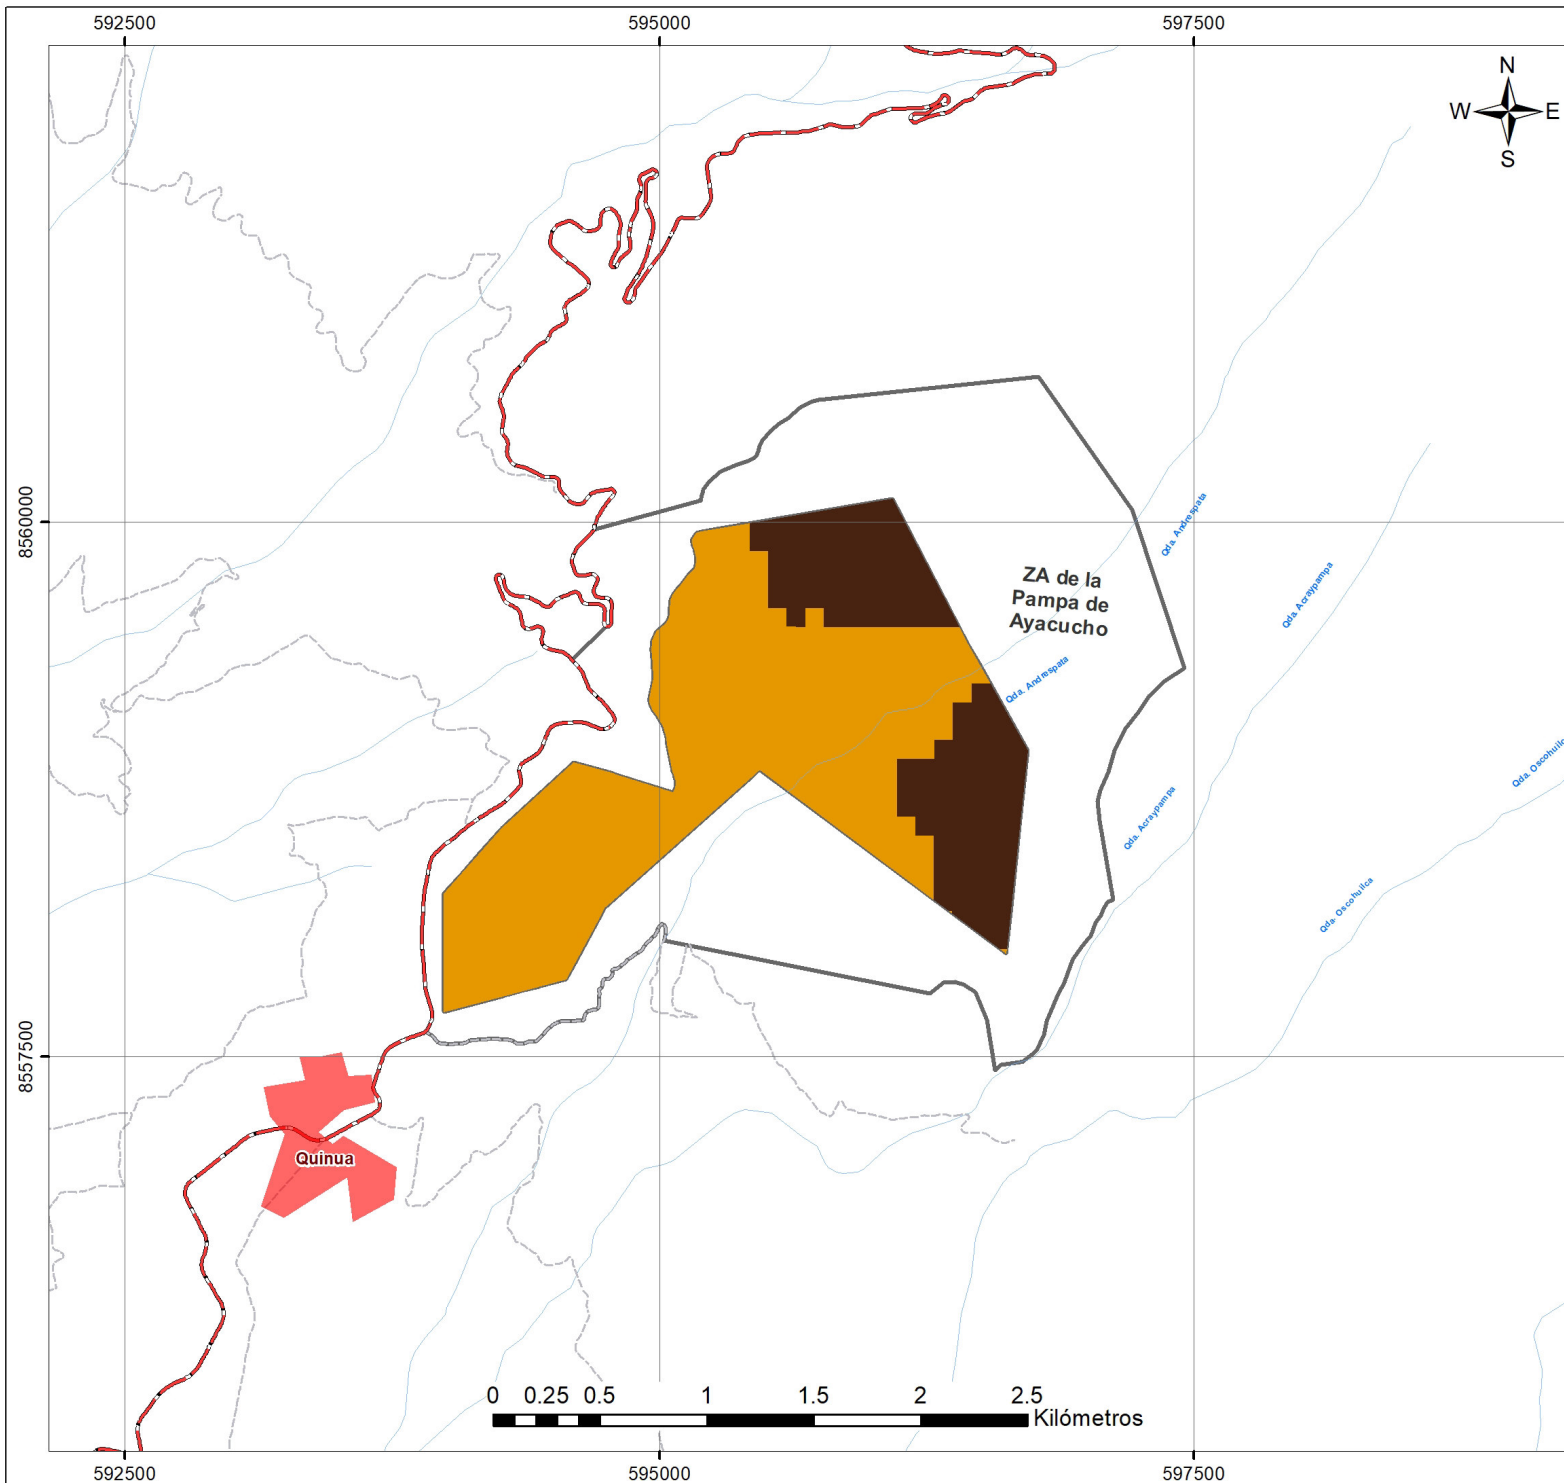 592500
595000
597500
N
W
E
S
8560000
8557500
Qda. Andrespata
Qda. Acraypampa
ZA de la
Pampa de
Ayacucho
Qda. Andrespata
Qda. Acraypampa
Qda. Oscohuilca
Quinua
0
0.25
0.5
1
1.5
2
2.5
Kilómetros
592500
595000
597500